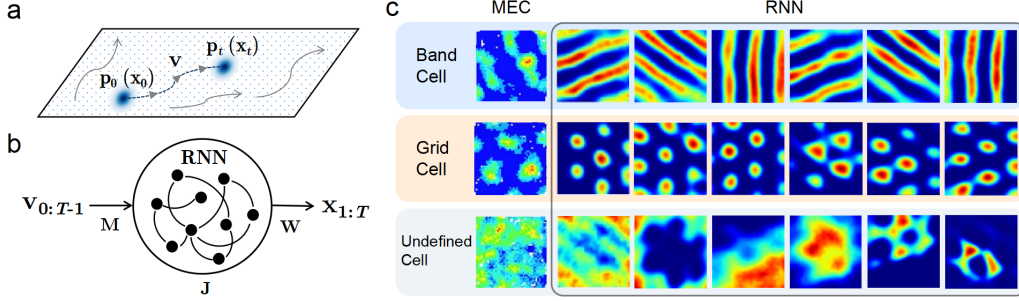 a
p₀ (x₀)
v
pₜ (xₜ)
b
RNN
v₀:T-1
M
W
x₁:T
J
c
MEC
RNN
Band
Cell
Grid
Cell
Undefined
Cell